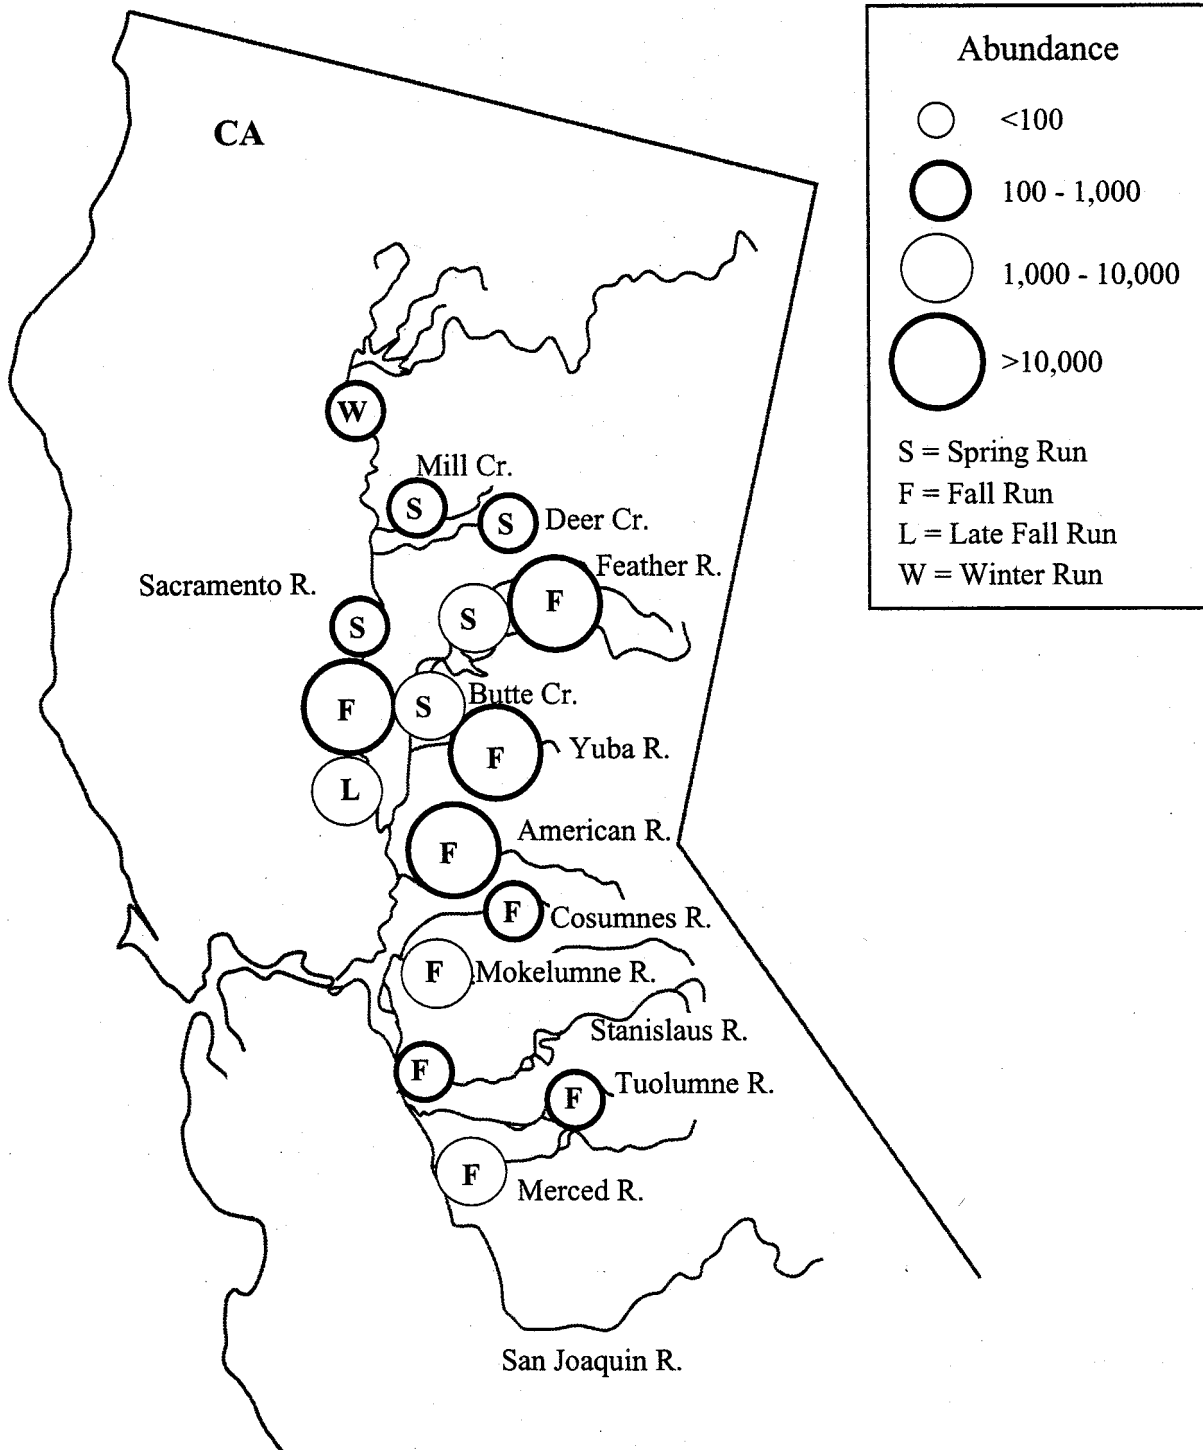 CA
Abundance
<100
100 - 1,000
1,000 - 10,000
>10,000
S = Spring Run
F = Fall Run
L = Late Fall Run
W = Winter Run
W
Mill Cr.
S
S
Deer Cr.
Feather R.
Sacramento R.
S
S
F
F
S
Butte Cr.
F
Yuba R.
L
American R.
F
F
Cosumnes R.
F
Mokelumne R.
Stanislaus R.
F
F
Tuolumne R.
F
Merced R.
San Joaquin R.